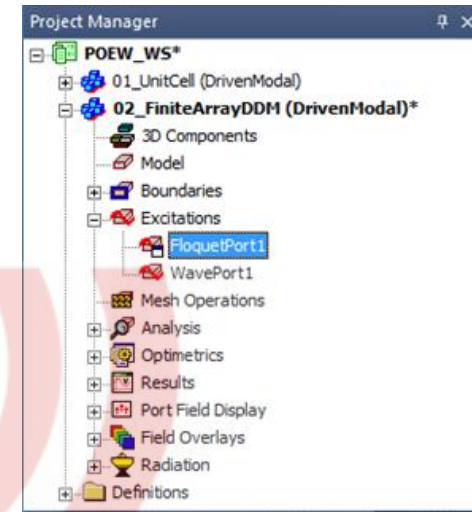 Project Manager
POEW_WS*
01_UnitCell (DrivenModal)
02_FiniteArrayDDM (DrivenModal)*
3D Components
Model
Boundaries
Excitations
FloquetPort1
WavePort1
Mesh Operations
Analysis
Optimetrics
Results
Port Field Display
Field Overlays
Radiation
Definitions